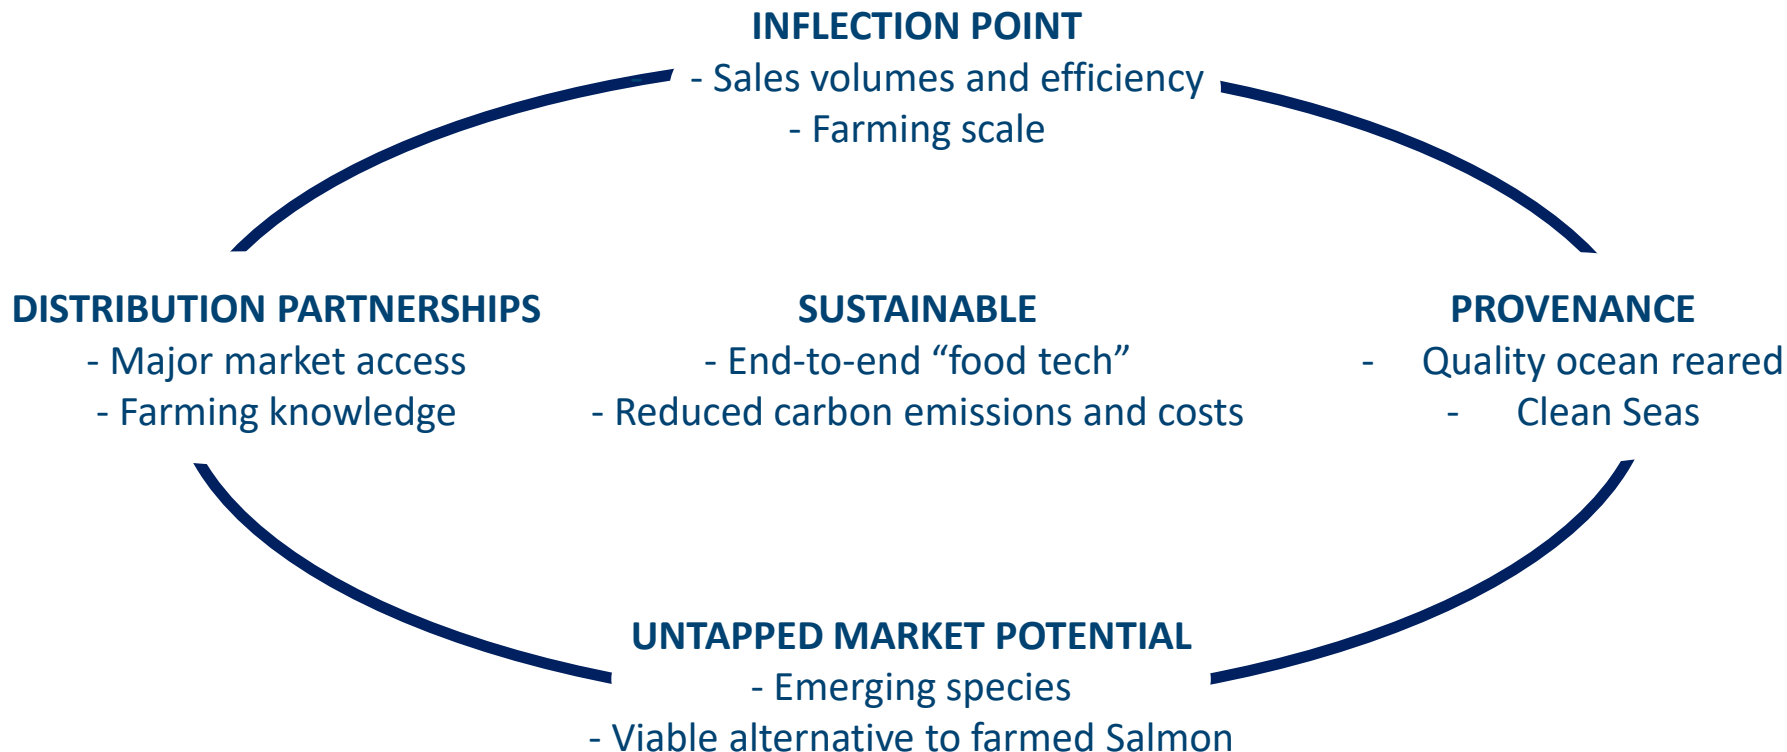 INFLECTION POINT
- - Sales volumes and efficiency
- Farming scale
DISTRIBUTION PARTNERSHIPS
- Major market access
- Farming knowledge
SUSTAINABLE
- End-to-end “food tech”
- Reduced carbon emissions and costs
PROVENANCE
- Quality ocean reared
- Clean Seas
UNTAPPED MARKET POTENTIAL
- Emerging species
- Viable alternative to farmed Salmon